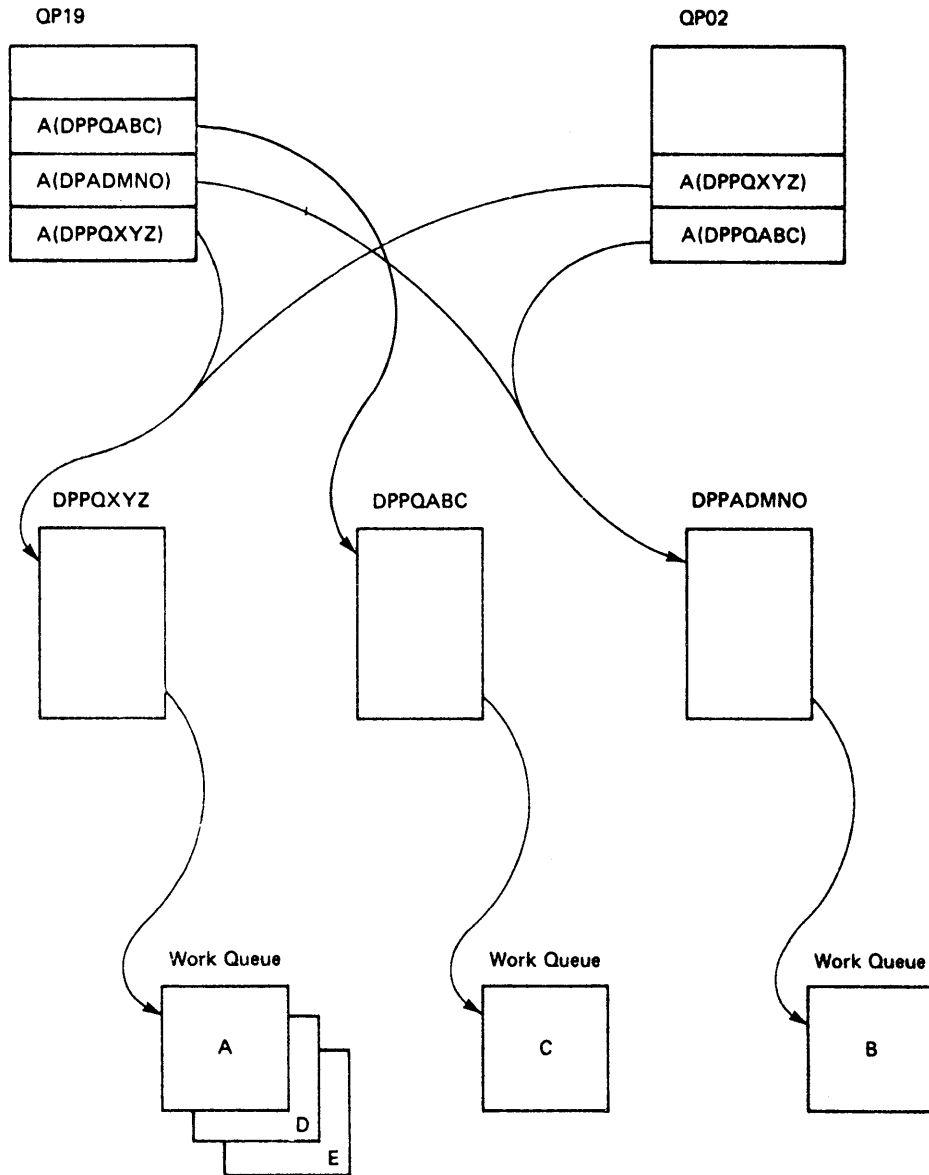 QP19
QP02
A(DPPQABC)
A(DPADMNO)
A(DPPQXYZ)
A(DPPQXYZ)
A(DPPQABC)
DPPQXYZ
DPPQABC
DPPADMNO
Work Queue
Work Queue
Work Queue
A
C
B
D
E